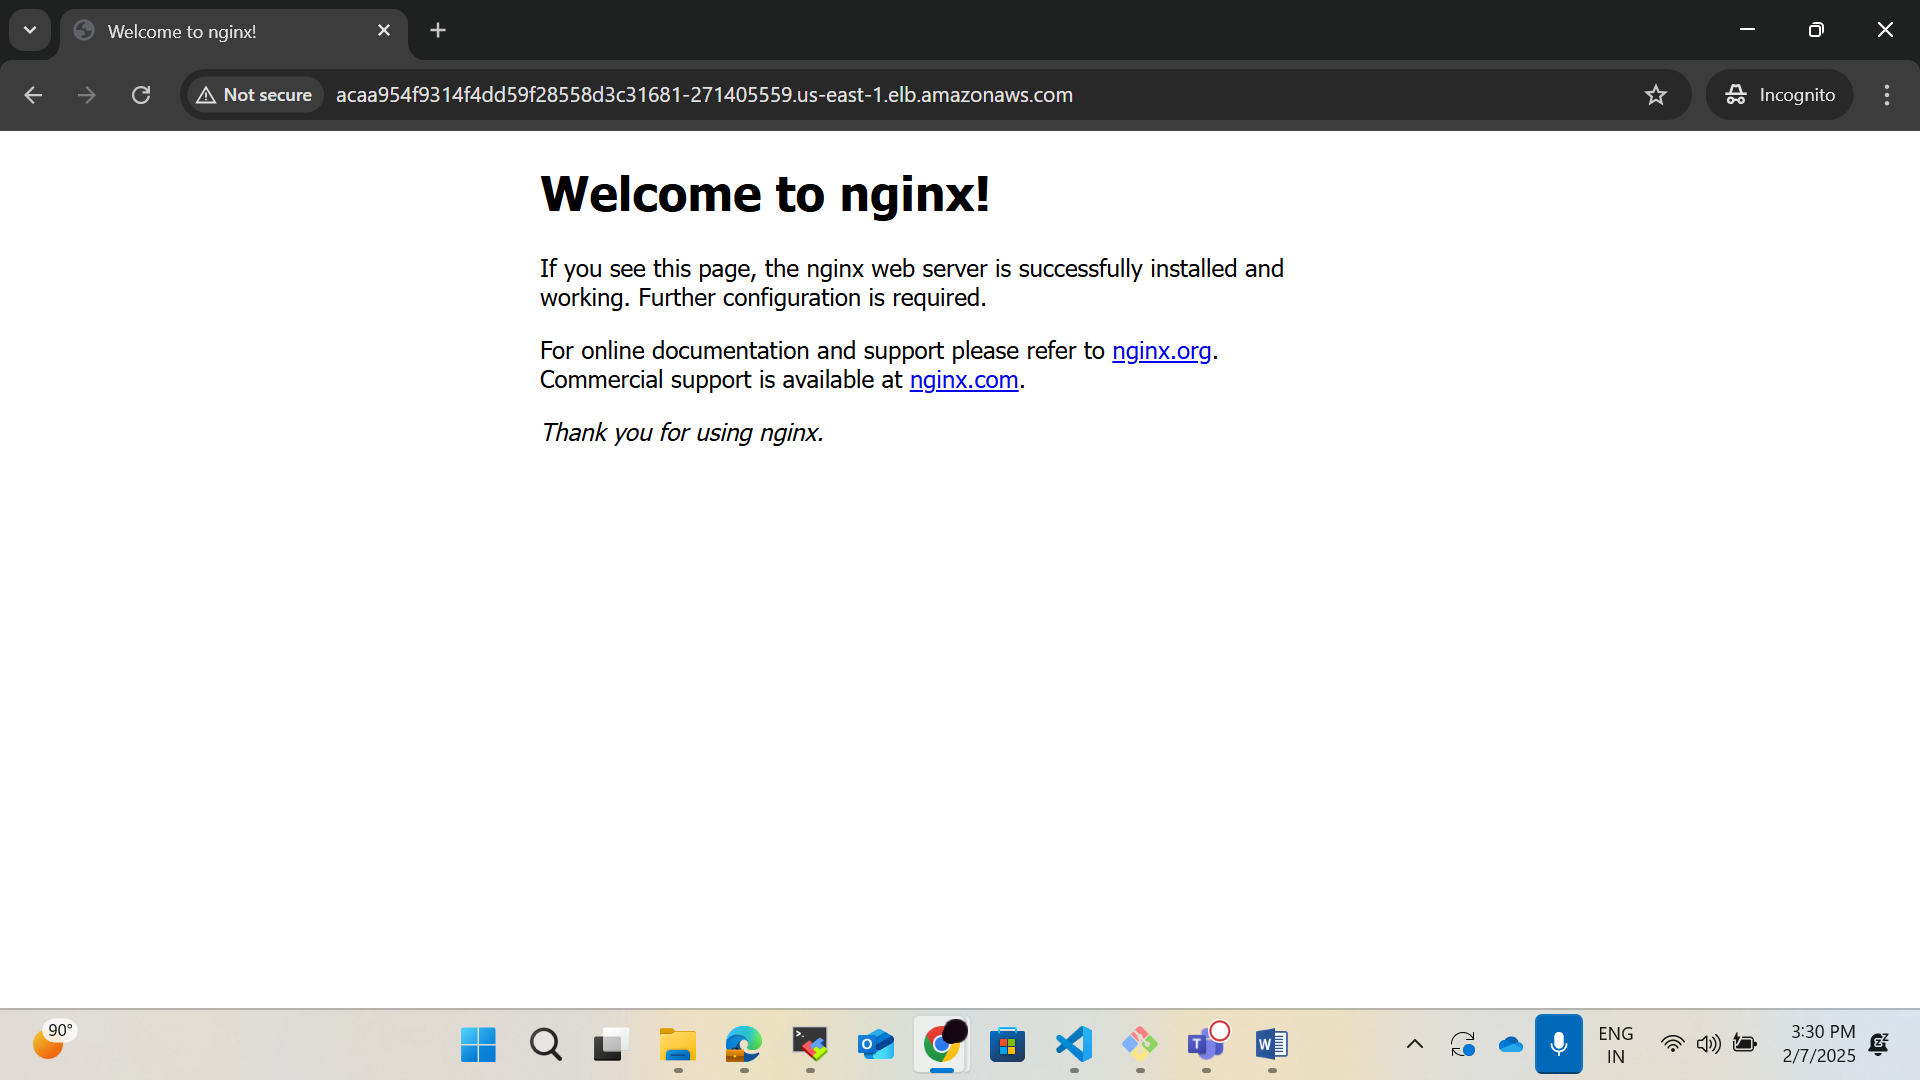 Welcome to nginx!
Not secure
acaa954f9314f4dd59f28558d3c31681-271405559.us-east-1.elb.amazonaws.com
Incognito
Welcome to nginx!
If you see this page, the nginx web server is successfully installed and
working. Further configuration is required.
For online documentation and support please refer to nginx.org.
Commercial support is available at nginx.com.
Thank you for using nginx.
90°
ENG
IN
3:30 PM
2/7/2025